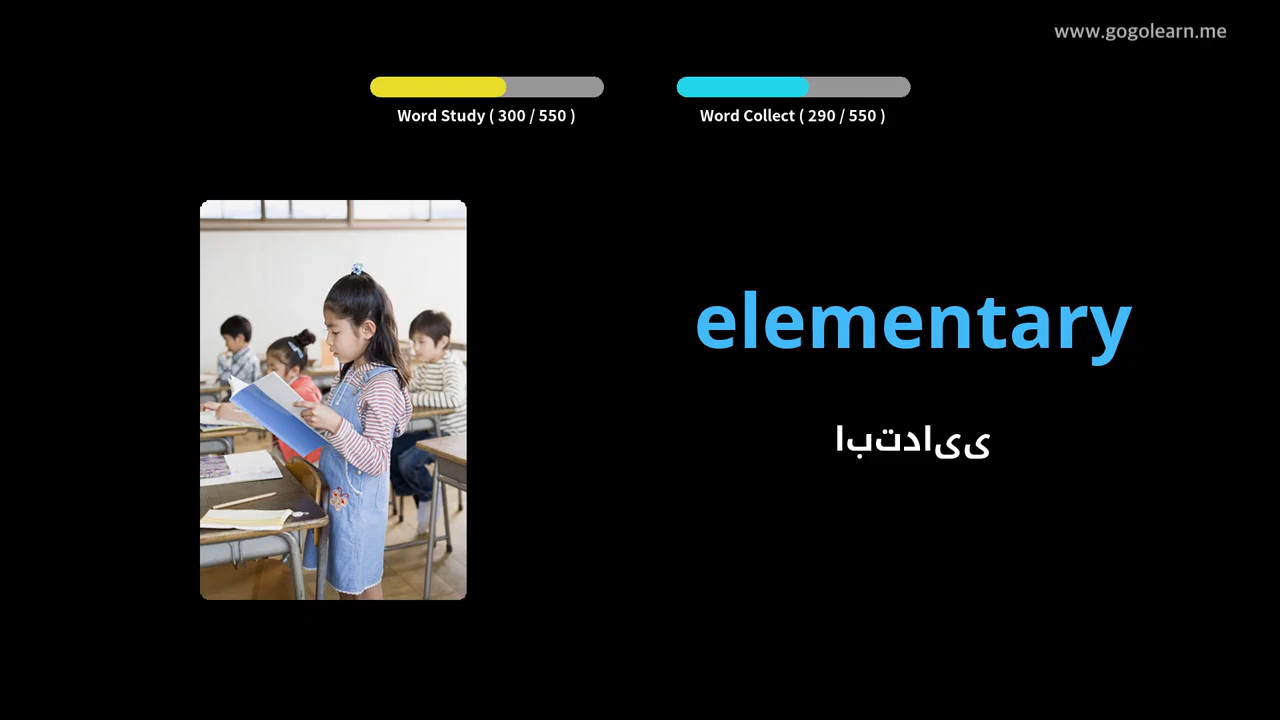 www.gogolearn.me
Word Study ( 300 / 550 )
Word Collect ( 290 / 550 )
elementary
ابتدایی